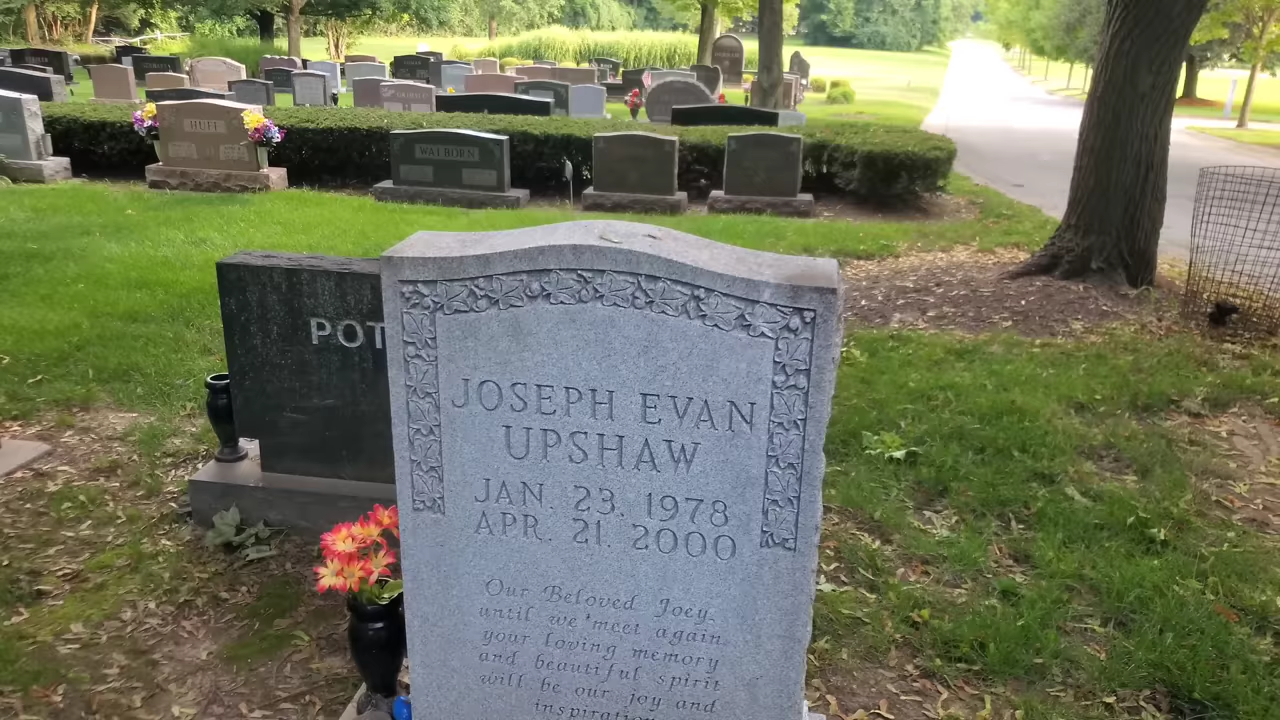 HUFF
WALBORN
POT
JOSEPH EVAN
UPSHAW
JAN. 23, 1978
APR. 21, 2000
Our Beloved Joey,
until we meet again
your loving memory
and beautiful spirit
will be our joy and
inspiration